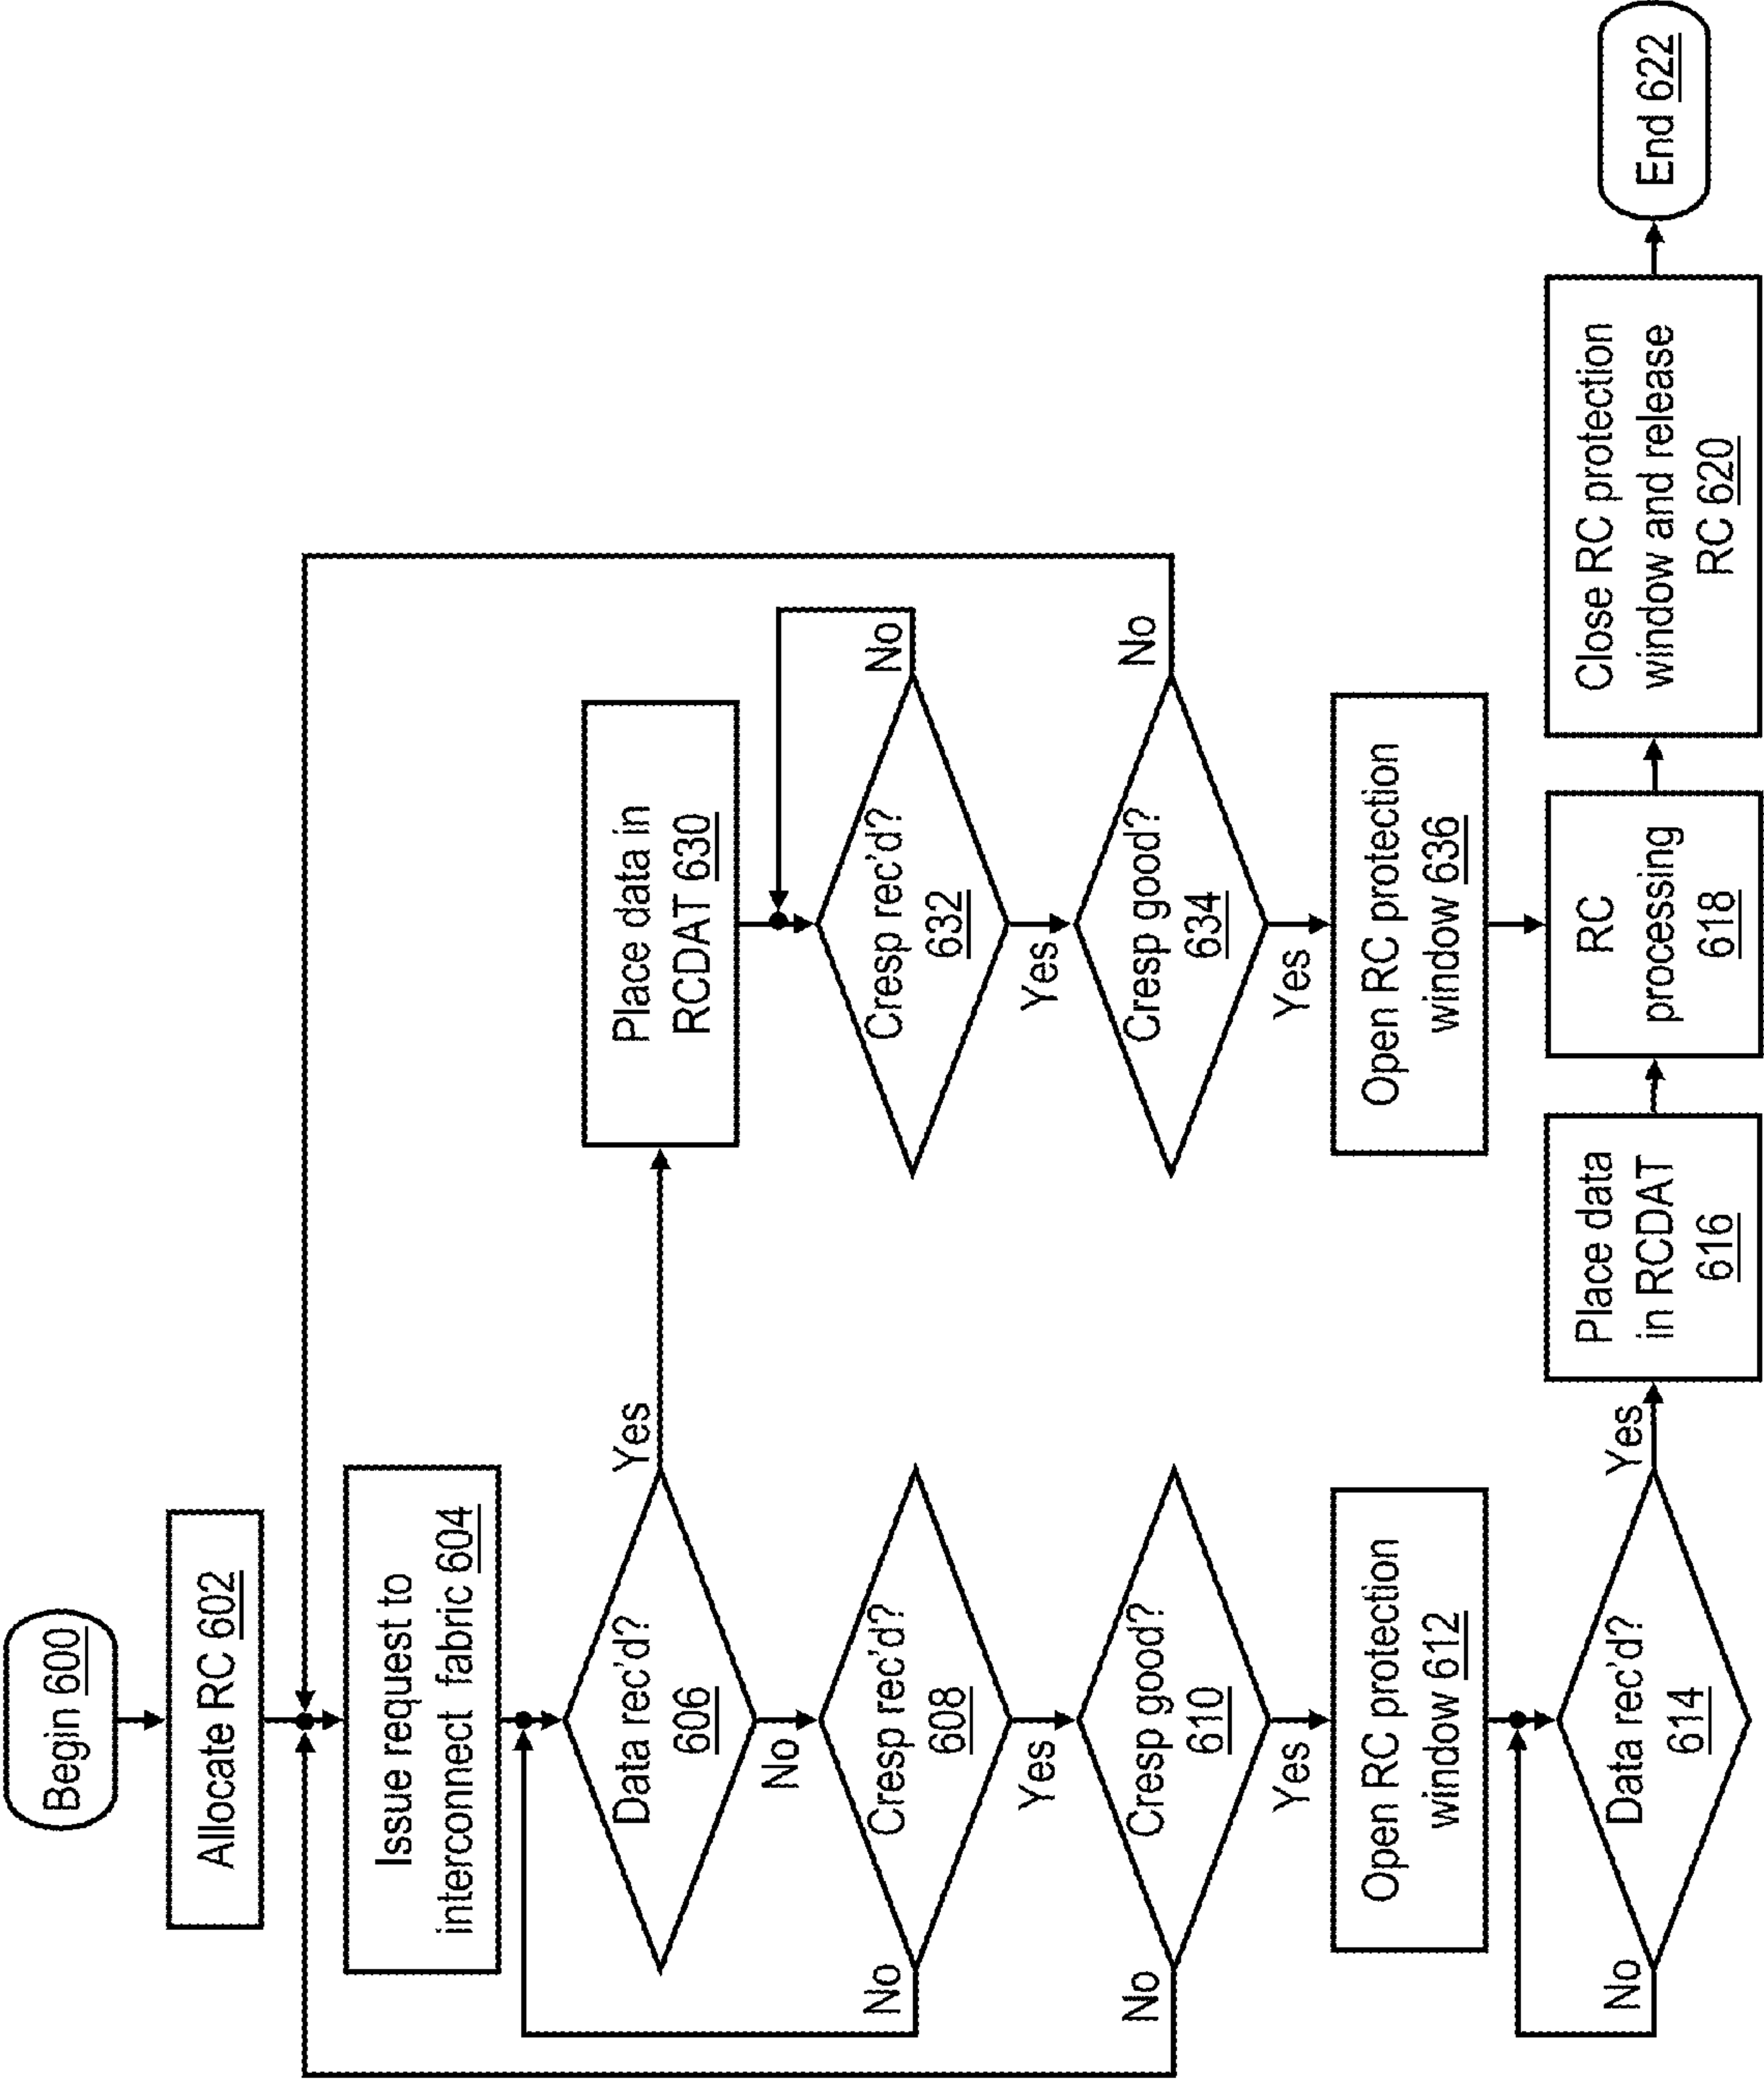 Begin 600
Allocate RC 602
Issue request to
interconnect fabric 604
Data rec'd?
606
Yes
No
Cresp rec'd?
608
No
Yes
Cresp good?
610
No
Yes
Open RC protection
window 612
Data rec'd?
614
No
Yes
Place data in
RCDAT 630
Cresp rec'd?
632
No
Yes
Cresp good?
634
No
Yes
Open RC protection
window 636
Place data
in RCDAT
616
RC
processing
618
Close RC protection
window and release
RC 620
End 622